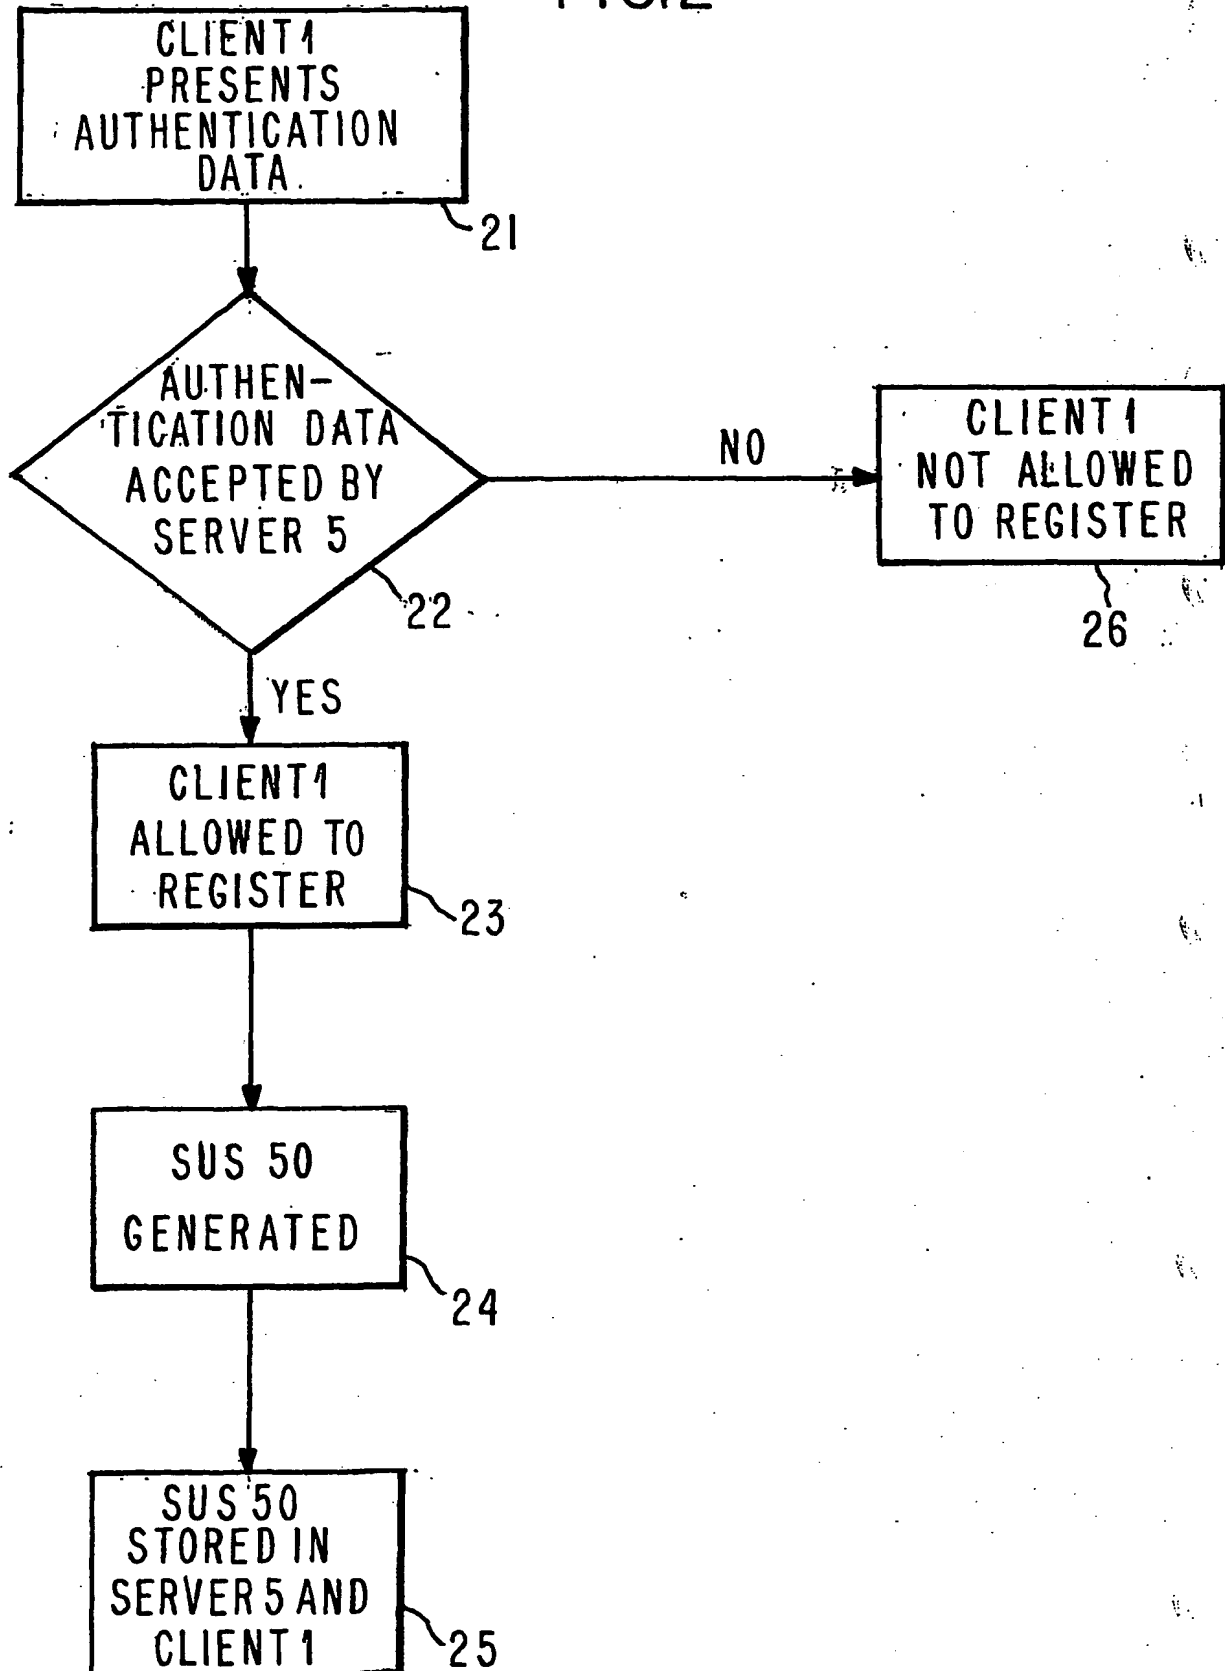 CLIENT 1
PRESENTS
AUTHENTICATION
DATA
21
AUTHEN-
TICATION DATA
ACCEPTED BY
SERVER 5
22
NO
CLIENT 1
NOT ALLOWED
TO REGISTER
26
YES
CLIENT 1
ALLOWED TO
REGISTER
23
SUS 50
GENERATED
24
SUS 50
STORED IN
SERVER 5 AND
CLIENT 1
25